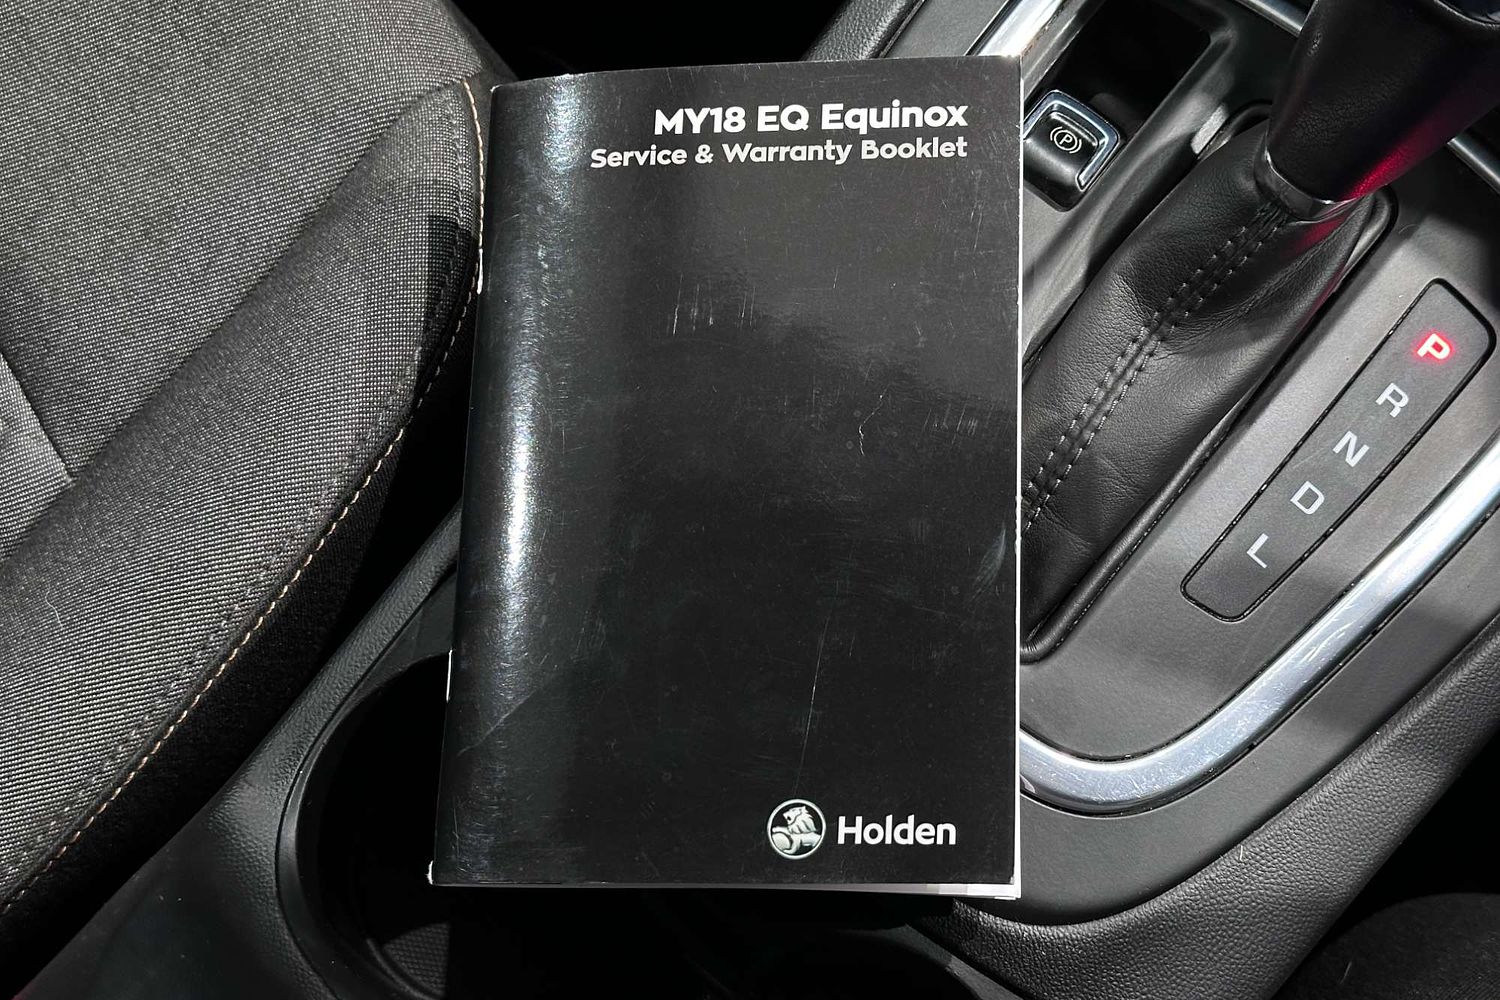 MY18 EQ Equinox
Service & Warranty Booklet
Holden
P
P
R
N
D
L